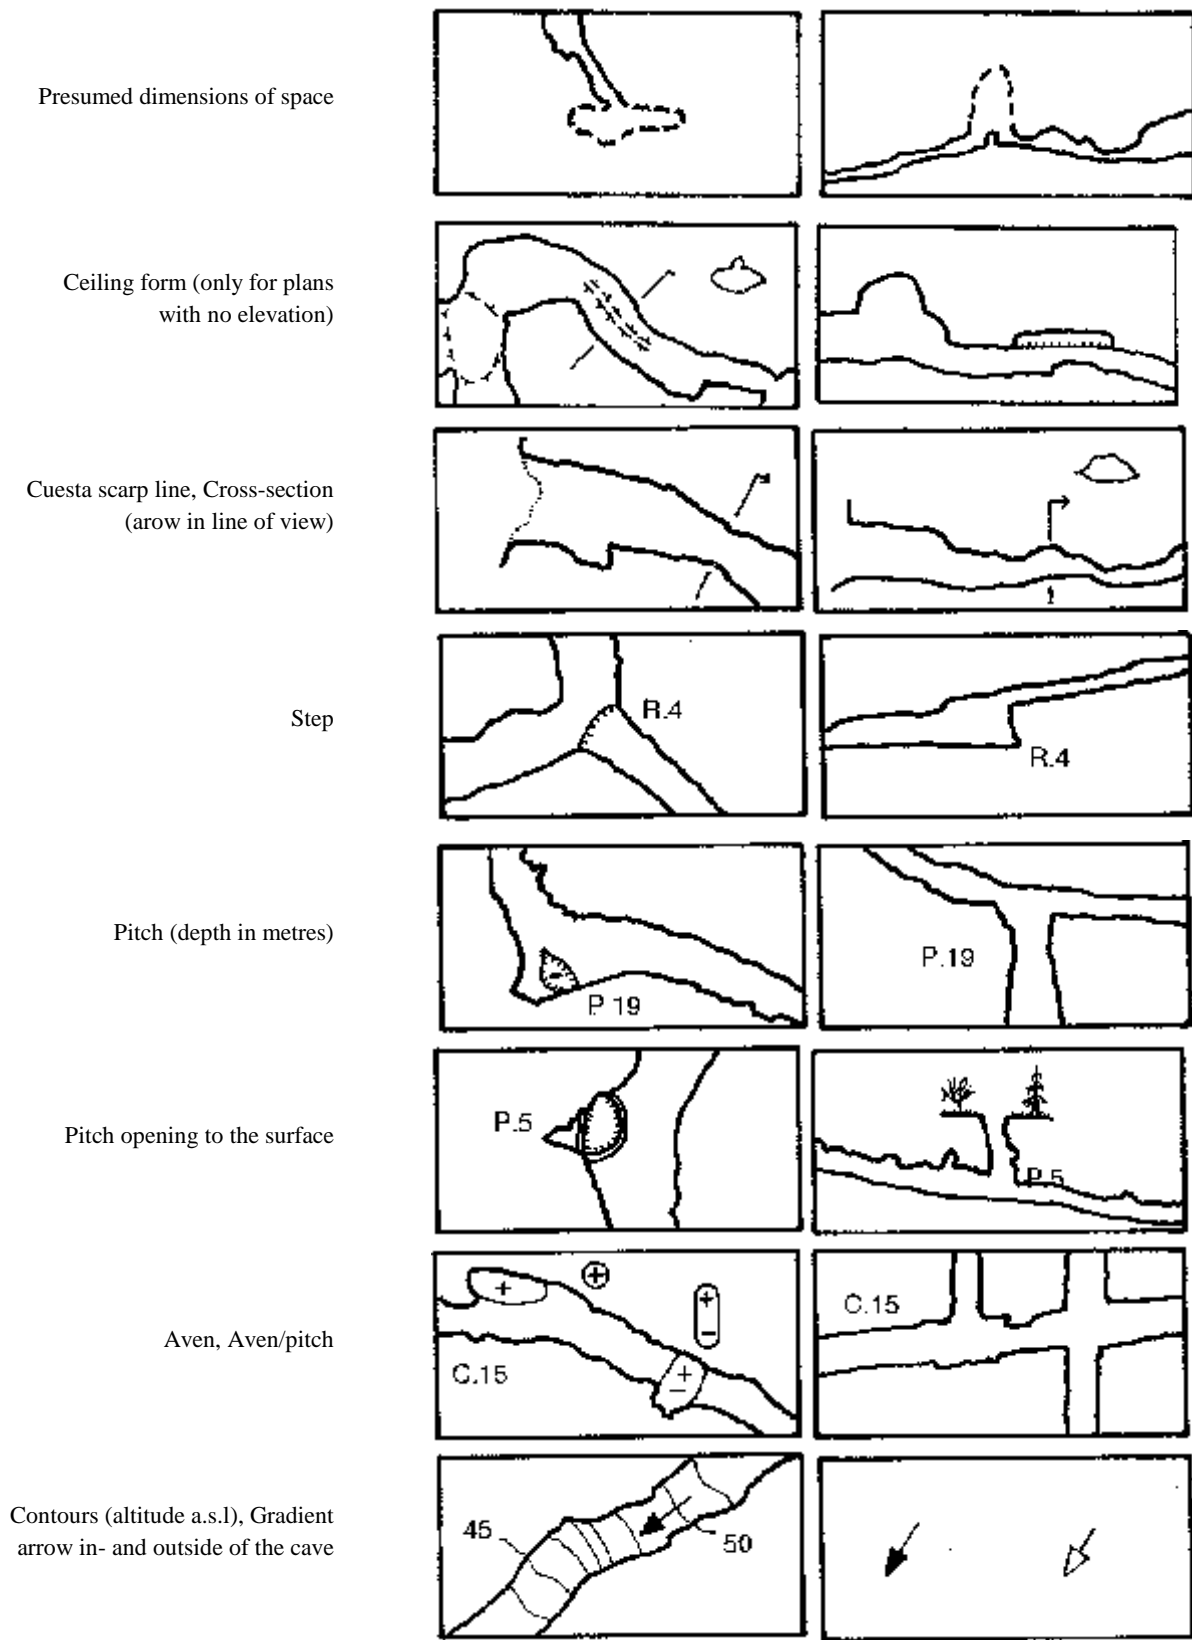 Presumed dimensions of space
Ceiling form (only for plans
with no elevation)
Cuesta scarp line, Cross-section
(arow in line of view)
Step
R.4
R.4
Pitch (depth in metres)
P 19
P.19
Pitch opening to the surface
P.5
P.5
Aven, Aven/pitch
C.15
C.15
Contours (altitude a.s.l), Gradient
arrow in- and outside of the cave
45
50